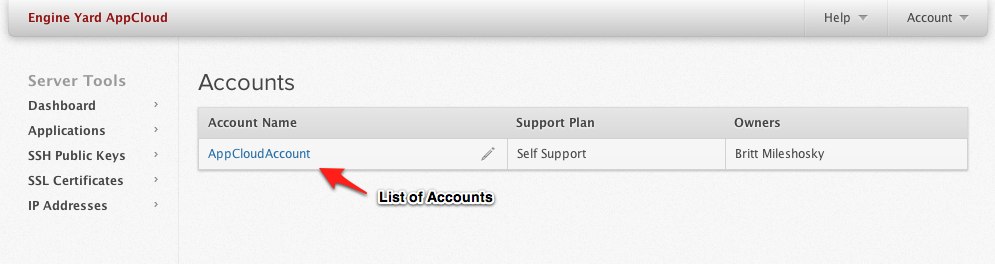 Engine Yard AppCloud
Help
Account
Server Tools
Dashboard
Applications
SSH Public Keys
SSL Certificates
IP Addresses
Accounts
Account Name Support Plan Owners
AppCloudAccount Self Support Britt Mileshosky
List of Accounts